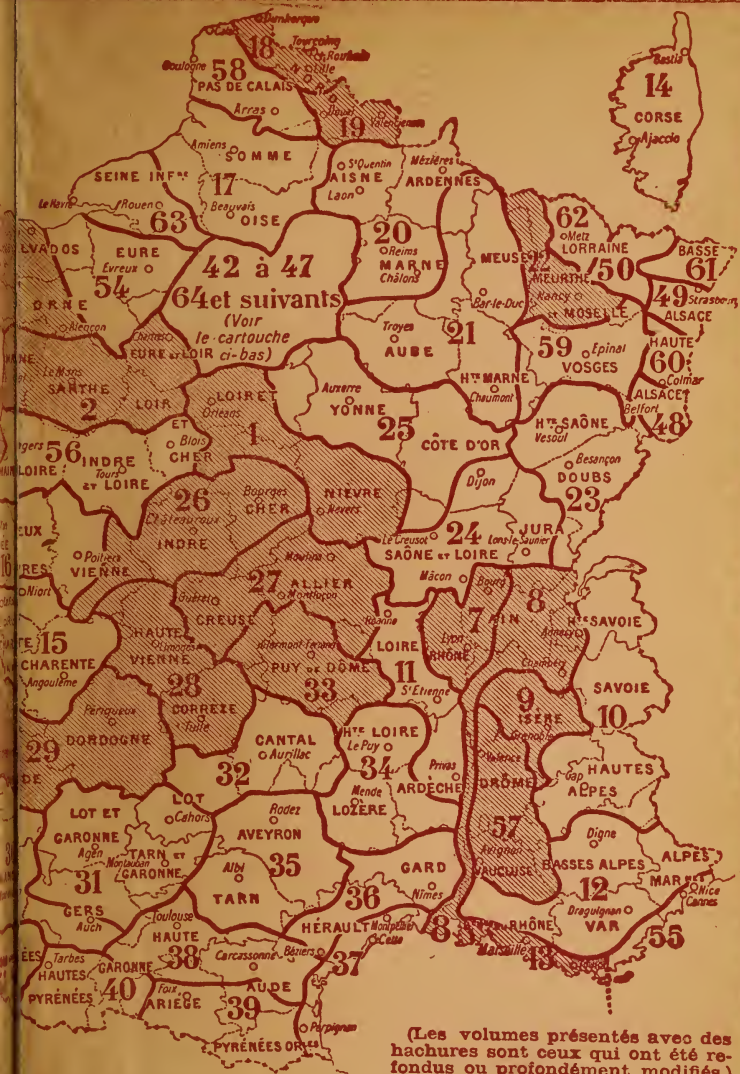 Dunkerque
Calais
18
Tourcoing
Roubaix
Lille
Boulogne
58
PAS DE CALAIS
Arras
Douai
Valenciennes
19
Bastia
14
CORSE
Ajaccio
Amiens
SOMME
SEINE INFRE
17
St Quentin
AISNE
Laon
Mézières
ARDENNES
Le Havre
Rouen
63
Beauvais
OISE
20
Reims
MARNE
Châlons
MEUSE
Bar-le-Duc
62
Metz
LORRAINE
50
BASSE
61
49
Strasbourg
ALSACE
22
MEURTHE
Nancy
et MOSELLE
LVADOS
EURE
Evreux
54
42 à 47
64 et suivants
(Voir
le cartouche
ci-bas)
ORNE
Alençon
Chartres
EURE et LOIR
Troyes
AUBE
21
HTE MARNE
Chaumont
59
Epinal
VOSGES
HAUTE
60
Colmar
ALSACE
Belfort
48
Le Mans
SARTHE
2
LOIR
ET
CHER
Blois
LOIRET
Orléans
1
Auxerre
YONNE
25
CÔTE D'OR
Dijon
HTE SAÔNE
Vesoul
Besançon
DOUBS
23
ngers
LOIRE
56
INDRE
Tours
ET LOIRE
26
Châteauroux
INDRE
Bourges
CHER
NIEVRE
Nevers
Le Creusot
24
SAÔNE et LOIRE
Lons-le-Saunier
JURA
Mâcon
Poitiers
VIENNE
Niort
16
Moulins
27
ALLIER
Montluçon
Guéret
CREUSE
Bourg
7
AIN
8
Annecy
HTE SAVOIE
15
CHARENTE
Angoulême
HAUTE
Limoges
VIENNE
Clermont-Ferrand
PUY DE DÔME
33
Roanne
LOIRE
11
St Etienne
Lyon
RHÔNE
Chambéry
SAVOIE
10
28
CORREZE
Tulle
Périgueux
29
DORDOGNE
9
ISÈRE
Grenoble
CANTAL
Aurillac
32
HTE LOIRE
Le Puy
34
Privas
ARDÈCHE
Valence
DRÔME
HAUTES
Gap
ALPES
Mende
LOZERE
LOT ET
GARONNE
Agen
31
LOT
Cahors
Montauban
TARN ET
GARONNE
Rodez
AVEYRON
35
Albi
TARN
57
Avignon
VAUCLUSE
Digne
BASSES ALPES
12
ALPES
MARMES
Nice
Cannes
GERS
Auch
GARD
36
Nîmes
Draguignan
VAR
55
Toulouse
HAUTE
GARONNE
38
Carcassonne
Béziers
HÉRAULT
Montpellier
Cette
37
RHÔNE
Marseille
13
Tarbes
HAUTES
PYRÉNÉES
40
Foix
ARIÈGE
AUDE
39
Perpignan
PYRÉNÉES ORLES
(Les volumes présentés avec des
hachures sont ceux qui ont été re-
fondus ou profondément modifiés.)